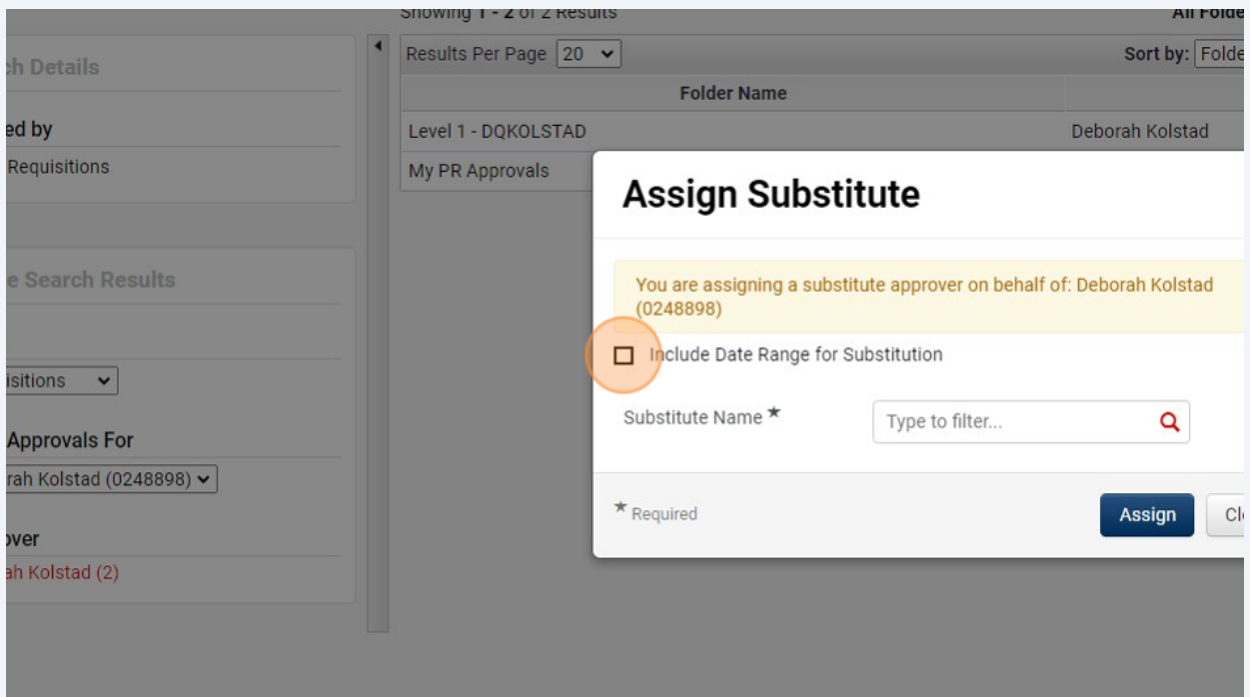 Showing 1 - 2 of 2 Results
All Folde
Results Per Page 20
Sort by: Folde
Folder Name
Level 1 - DQKOLSTAD Deborah Kolstad
My PR Approvals
ch Details
ed by
Requisitions
e Search Results
isitions
Approvals For
rah Kolstad (0248898)
over
ah Kolstad (2)
Assign Substitute
You are assigning a substitute approver on behalf of: Deborah Kolstad
(0248898)
Include Date Range for Substitution
Substitute Name ★ Type to filter...
★ Required
Assign Cl